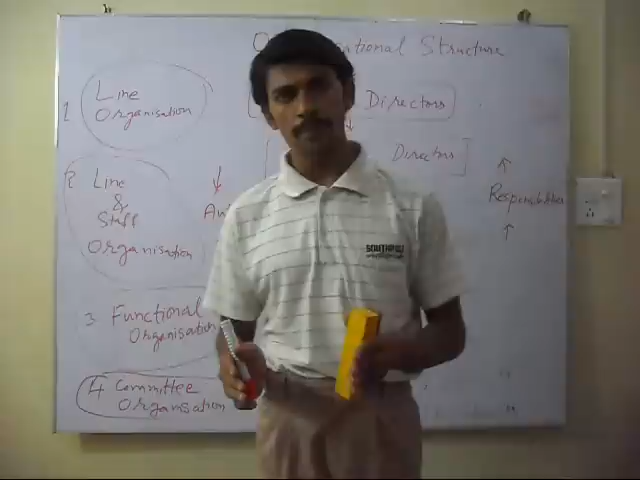 Organisational Structure
1 Line
Organisation
Directors
2 Line
&
Staff
Organisation
Directors
Responsibilities
3 Functional
Organisation
4 Committee
Organisation